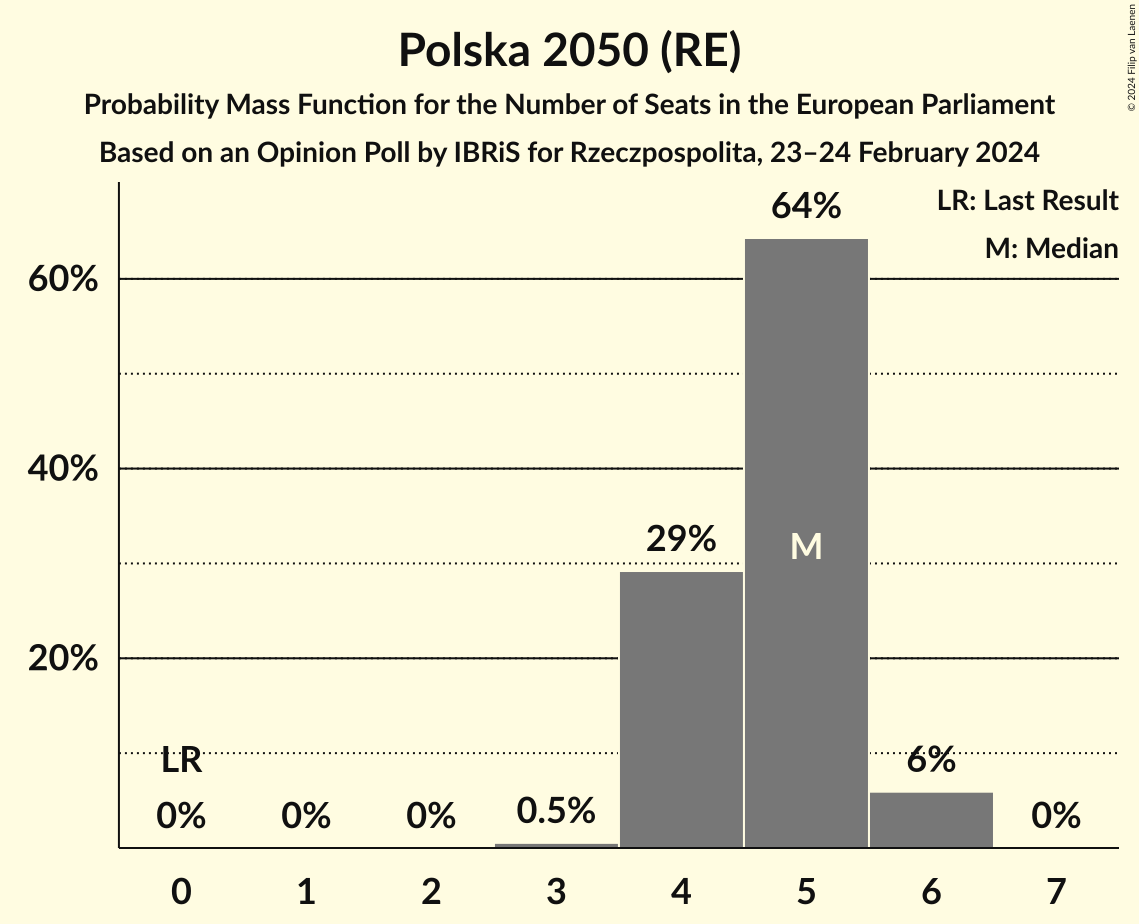 Polska 2050 (RE)
Probability Mass Function for the Number of Seats in the European Parliament
Based on an Opinion Poll by IBRiS for Rzeczpospolita, 23–24 February 2024
© 2024 Filip van Laenen
LR: Last Result
M: Median
60%
40%
20%
64%
29%
M
LR
6%
0% 0% 0% 0.5% 0%
0 1 2 3 4 5 6 7